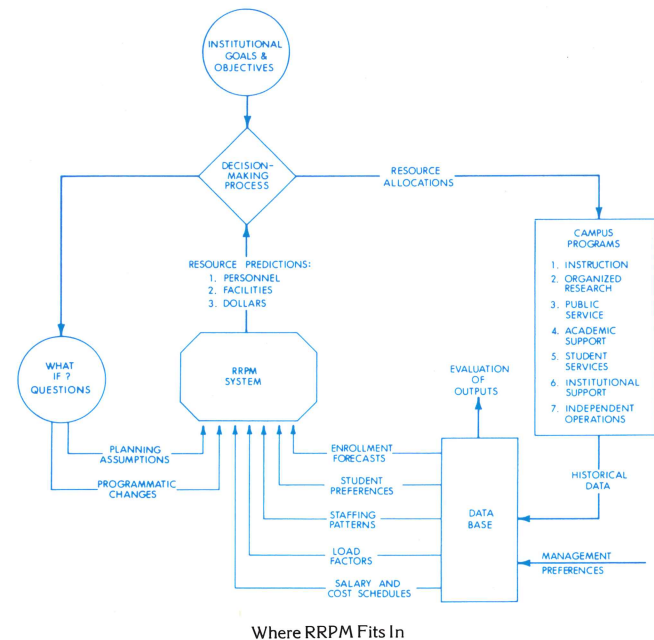 INSTITUTIONAL
GOALS &
OBJECTIVES
DECISION-
MAKING
PROCESS
RESOURCE
ALLOCATIONS
CAMPUS
PROGRAMS
1. INSTRUCTION
2. ORGANIZED
RESEARCH
3. PUBLIC
SERVICE
4. ACADEMIC
SUPPORT
5. STUDENT
SERVICES
6. INSTITUTIONAL
SUPPORT
7. INDEPENDENT
OPERATIONS
RESOURCE PREDICTIONS:
1. PERSONNEL
2. FACILITIES
3. DOLLARS
RRPM
SYSTEM
WHAT
IF ?
QUESTIONS
EVALUATION
OF
OUTPUTS
PLANNING
ASSUMPTIONS
PROGRAMMATIC
CHANGES
ENROLLMENT
FORECASTS
STUDENT
PREFERENCES
STAFFING
PATTERNS
LOAD
FACTORS
SALARY AND
COST SCHEDULES
DATA
BASE
HISTORICAL
DATA
MANAGEMENT
PREFERENCES
Where RRPM Fits In